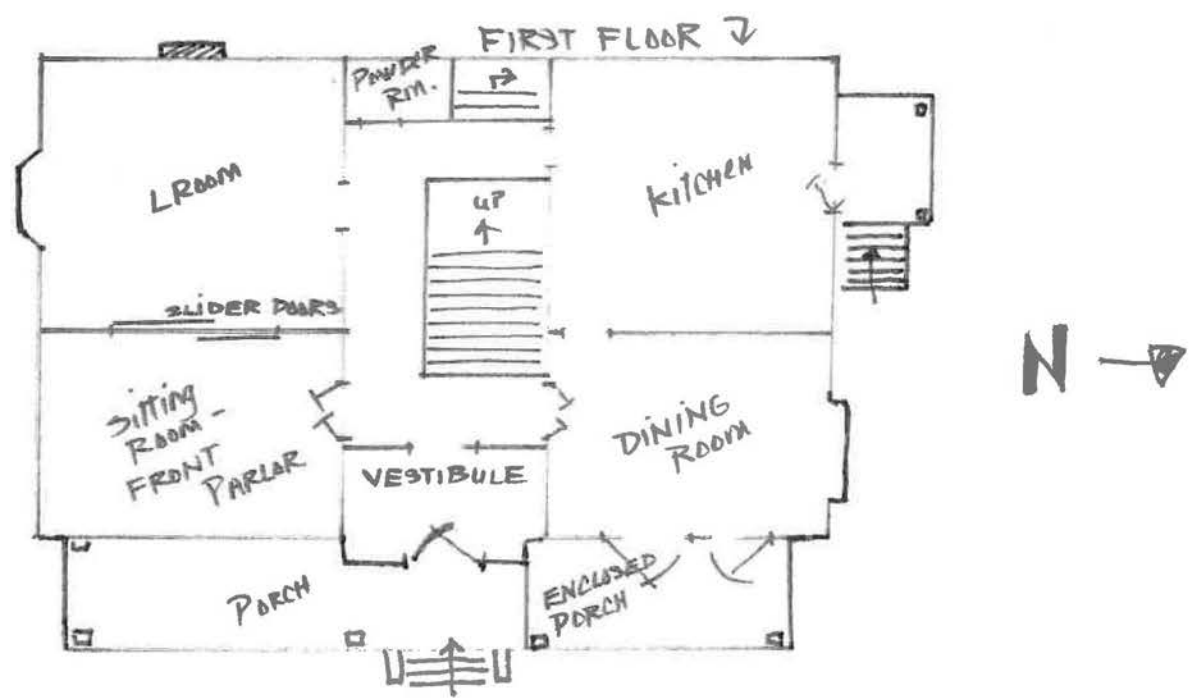 FIRST FLOOR
POWDER
RM.
LROOM
UP
KITCHEN
SLIDER DOORS
N
SITTING
ROOM -
FRONT
PARLOR
DINING
ROOM
VESTIBULE
PORCH
ENCLOSED
PORCH